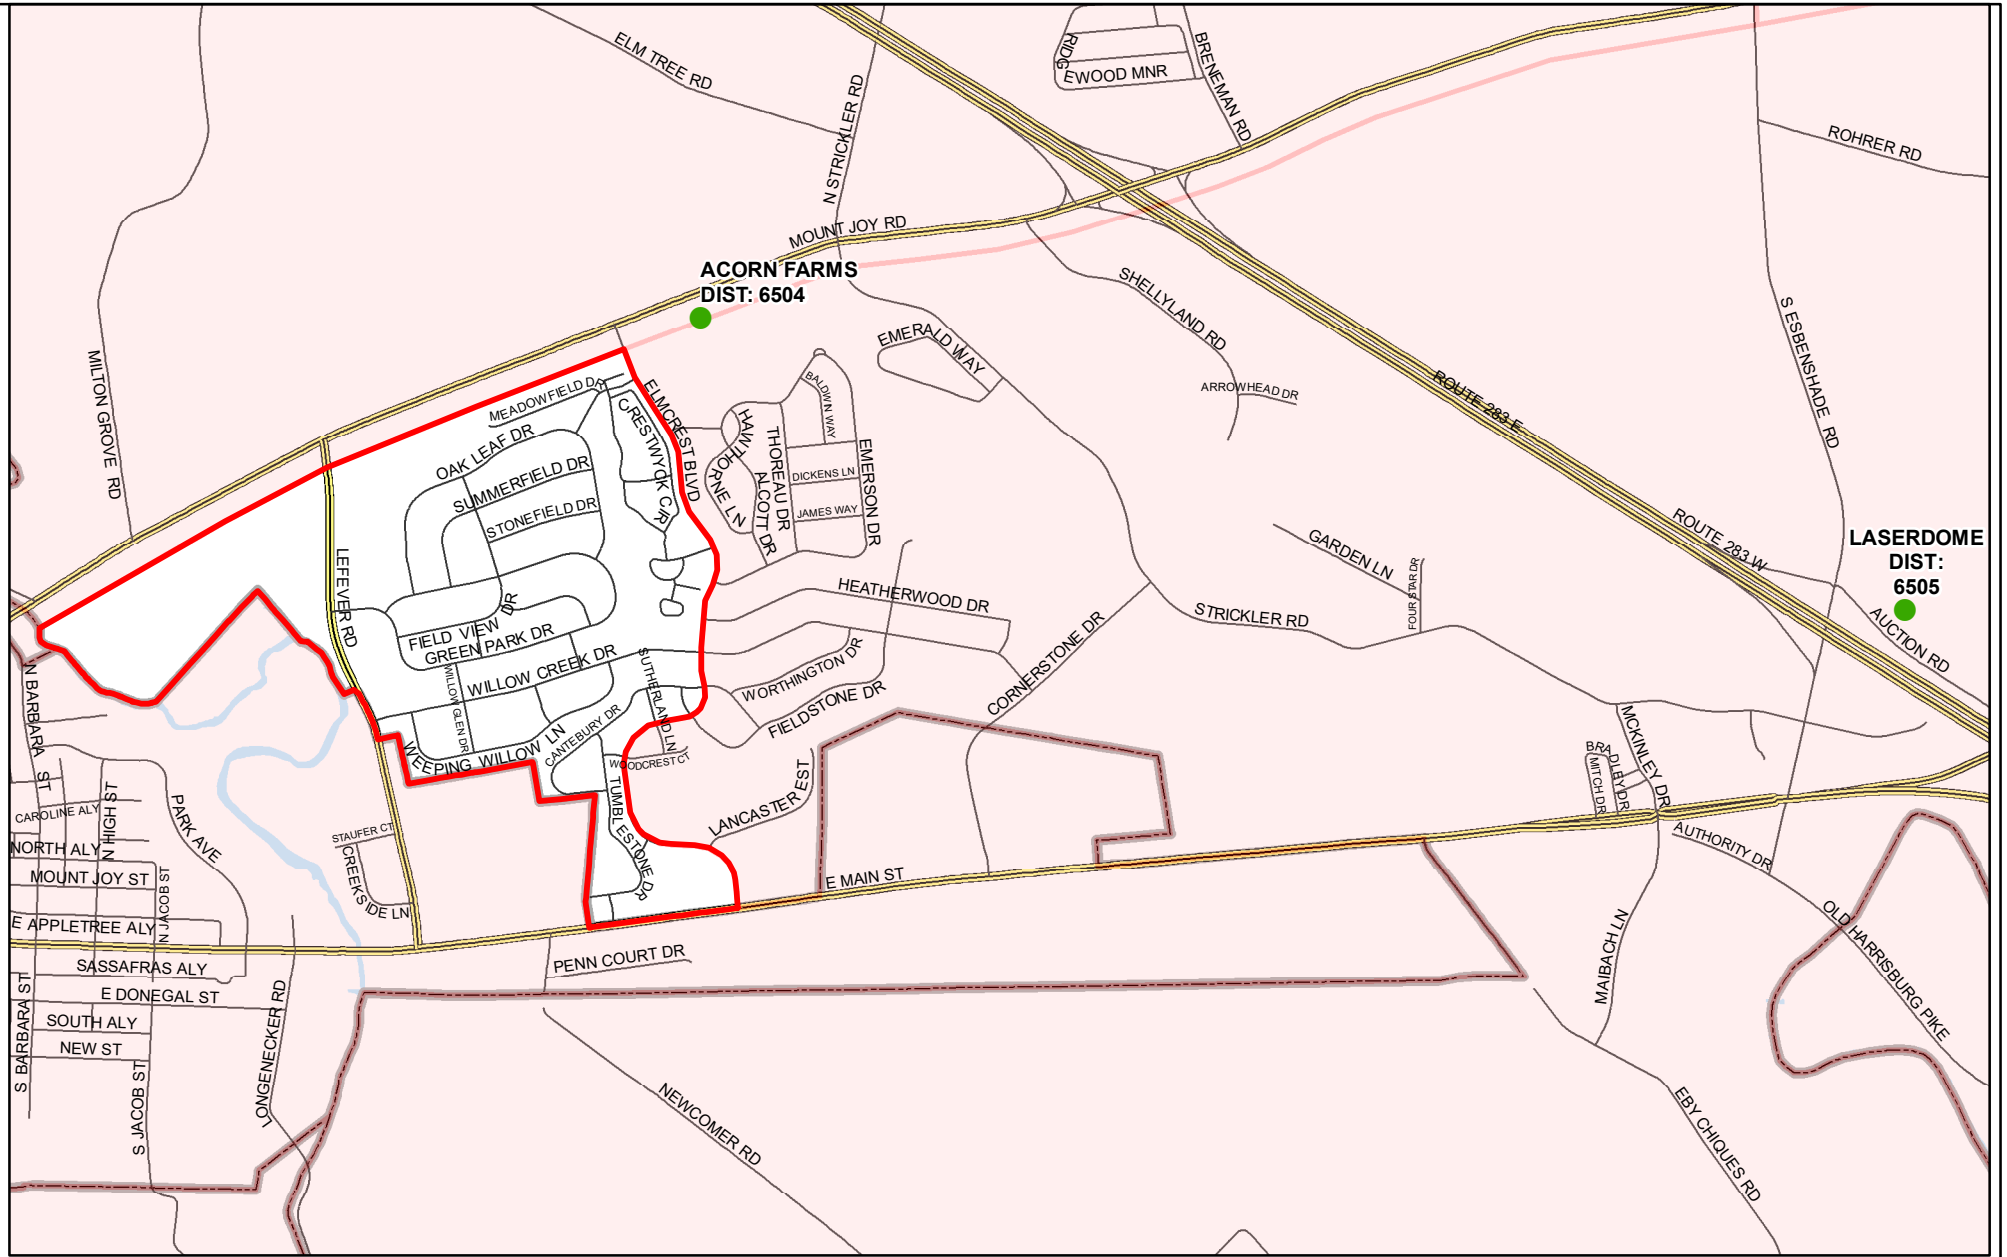 ELM TREE RD
N STRICKLER RD
RIDG
EWOOD MNR
BRENEMAN RD
ROHRER RD
MOUNT JOY RD
ACORN FARMS
DIST: 6504
SHELLYLAND RD
S ESBENSHADE RD
MILTON GROVE RD
EMERALD WAY
ARROWHEAD DR
ROUTE 283 E
MEADOWFIELD DR
ELMCREST BLVD
CRESTWYCK CIR
BALDWIN WAY
HAWTHORNE LN
THOREAU DR
ALCOTT DR
EMERSON DR
DICKENS LN
JAMES WAY
OAK LEAF DR
SUMMERFIELD DR
STONEFIELD DR
ROUTE 283 W
LASERDOME
DIST:
6505
AUCTION RD
GARDEN LN
FOUR STAR DR
LEFEVER RD
HEATHERWOOD DR
STRICKLER RD
CORNERSTONE DR
FIELD VIEW DR
GREEN PARK DR
WILLOW CREEK DR
SUTHERLAND LN
WORTHINGTON DR
FIELDSTONE DR
WILLOW GLEN DR
CANTEBURY DR
WEEPING WILLOW LN
WOODCREST CT
TUMBLESTONE DR
LANCASTER EST
N BARBARA ST
MCKINLEY DR
BRADLEY DR
MITCH DR
CAROLINE ALY
N HIGH ST
PARK AVE
STAUFER CT
CREEKSIDE LN
NORTH ALY
MOUNT JOY ST
N JACOB ST
E APPLETREE ALY
E MAIN ST
AUTHORITY DR
OLD HARRISBURG PIKE
MAIBACH LN
PENN COURT DR
SASSAFRAS ALY
E DONEGAL ST
SOUTH ALY
NEW ST
S BARBARA ST
S JACOB ST
LONGENECKER RD
NEWCOMER RD
EBY CHIQUES RD